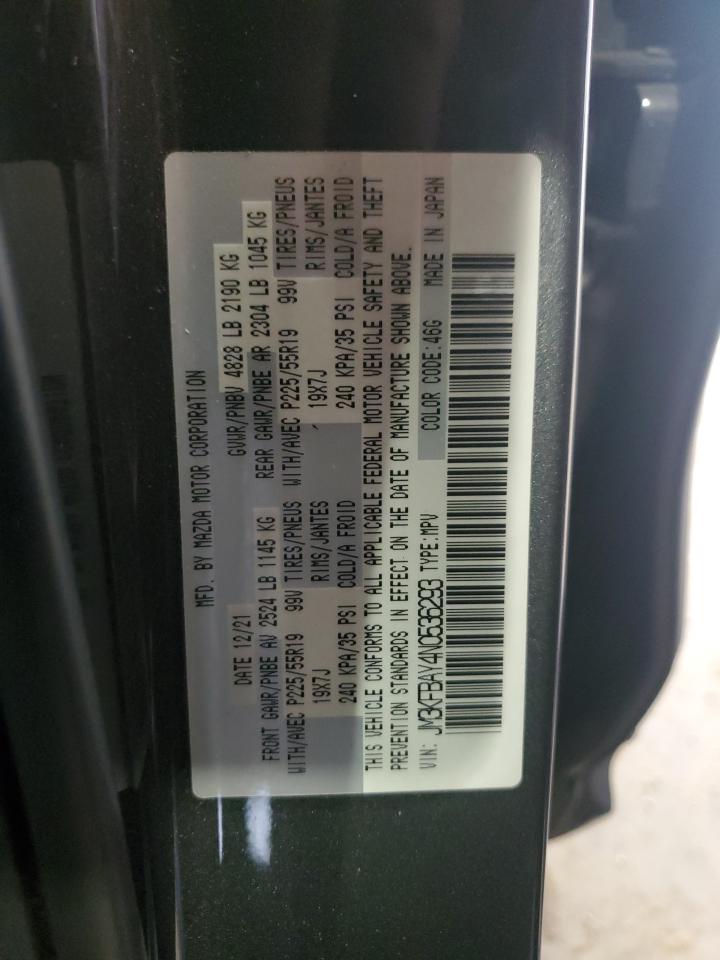 MFD. BY MAZDA MOTOR CORPORATION
DATE 12/21 GVWR/PNBV 4828 LB 2190 KG
FRONT GAWR/PNBE AV 2524 LB 1145 KG REAR GAWR/PNBE AR 2304 LB 1045 KG
WITH/AVEC P225/55R19 99V TIRES/PNEUS WITH/AVEC P225/55R19 99V TIRES/PNEUS
19X7J RIMS/JANTES 19X7J RIMS/JANTES
240 KPA/35 PSI COLD/A FROID 240 KPA/35 PSI COLD/A FROID
THIS VEHICLE CONFORMS TO ALL APPLICABLE FEDERAL MOTOR VEHICLE SAFETY AND THEFT
PREVENTION STANDARDS IN EFFECT ON THE DATE OF MANUFACTURE SHOWN ABOVE.
VIN: JM3KFBAY4N0536293 TYPE:MPV COLOR CODE:46G MADE IN JAPAN